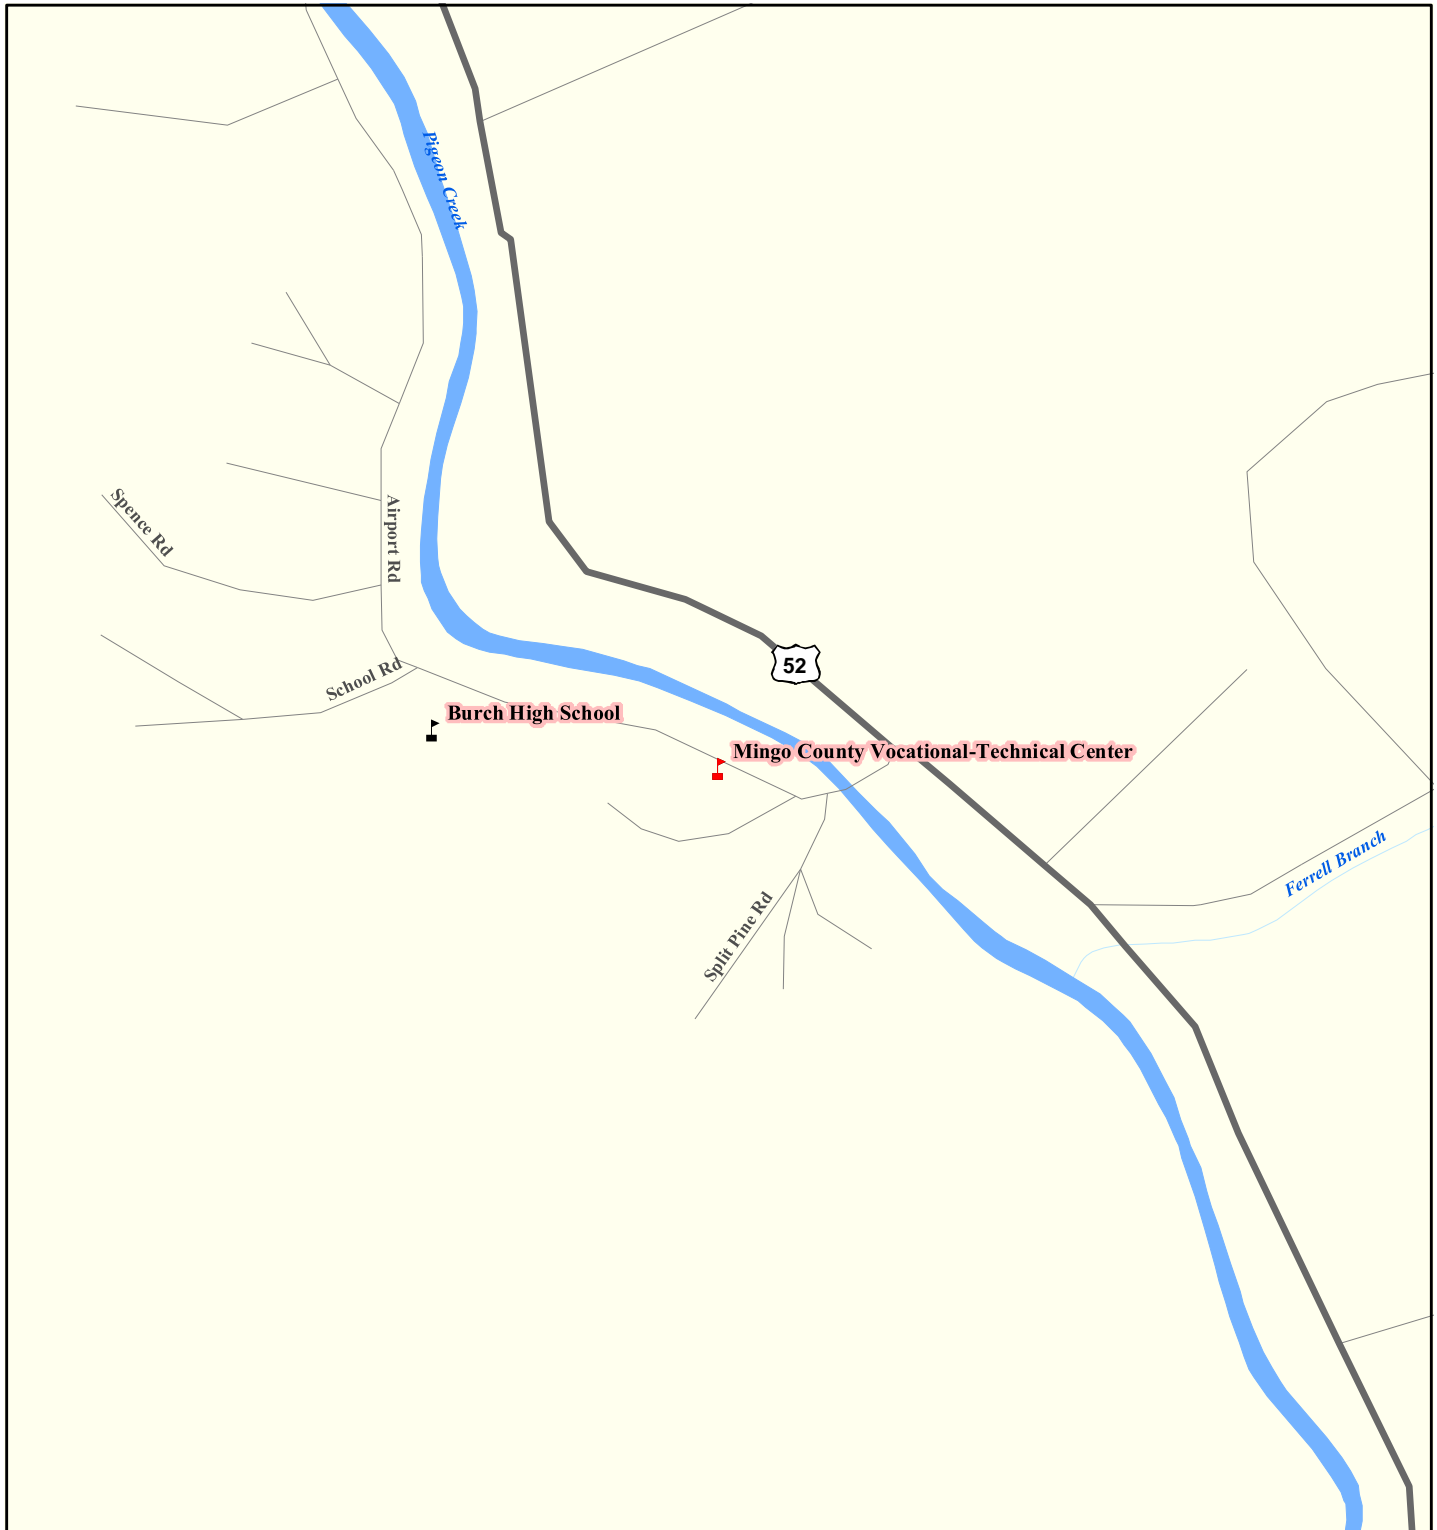 Pigeon Creek
Spence Rd
Airport Rd
52
School Rd
Burch High School
Mingo County Vocational-Technical Center
Ferrell Branch
Split Pine Rd